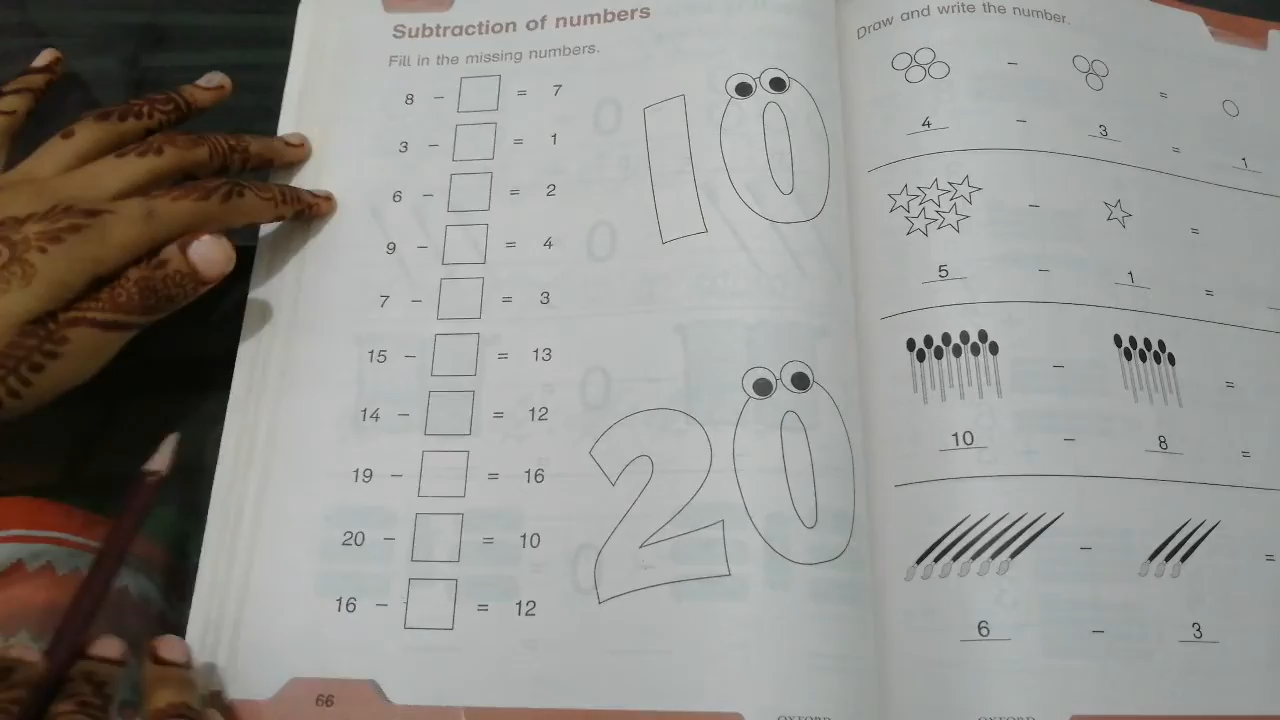 Subtraction of numbers
Fill in the missing numbers.
8 - = 7
3 - = 1
6 - = 2
9 - = 4
7 - = 3
15 - = 13
14 - = 12
19 - = 16
20 - = 10
16 - = 12
10
20
66
Draw and write the number.
- =
4 - 3 = 1
- =
5 - 1 =
- =
10 - 8 =
- =
6 - 3
OXFORD
OXFORD